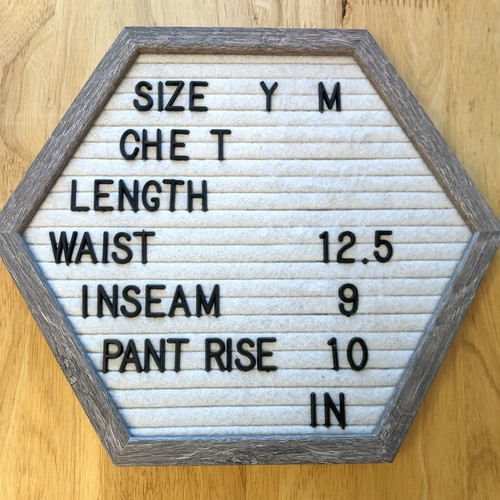 SIZE Y M
CHE T
LENGTH
WAIST 12.5
INSEAM 9
PANT RISE 10
IN